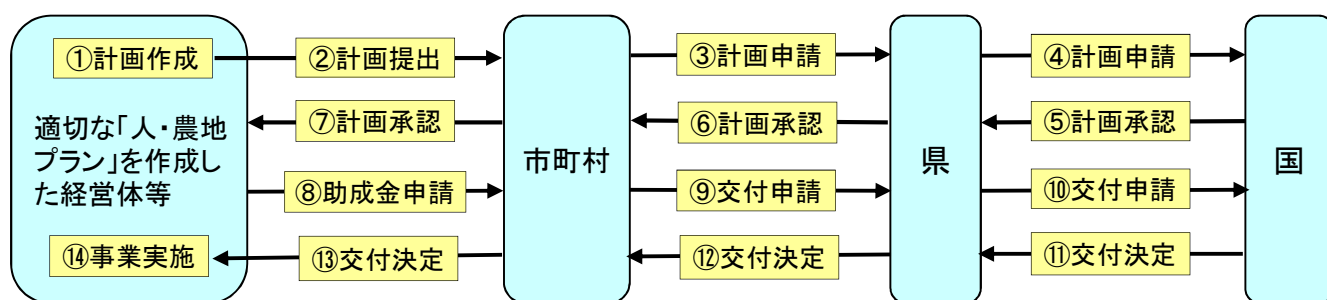 ①計画作成
②計画提出
③計画申請
④計画申請
⑦計画承認
⑥計画承認
⑤計画承認
適切な「人・農地
プラン」を作成し
た経営体等
市町村
県
国
⑧助成金申請
⑨交付申請
⑩交付申請
⑭事業実施
⑬交付決定
⑫交付決定
⑪交付決定